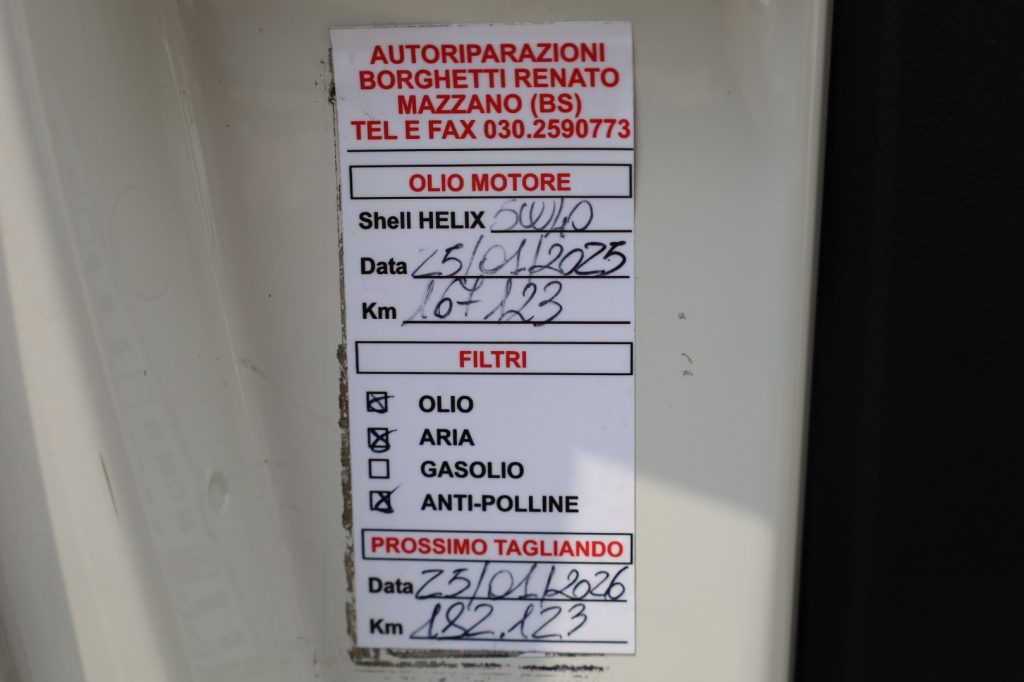 AUTORIPARAZIONI
BORGHETTI RENATO
MAZZANO (BS)
TEL E FAX 030.2590773
OLIO MOTORE
Shell HELIX 5W40
Data 25/01/2025
Km 167123
FILTRI
OLIO
ARIA
GASOLIO
ANTI-POLLINE
PROSSIMO TAGLIANDO
Data 25/01/2026
Km 182.123